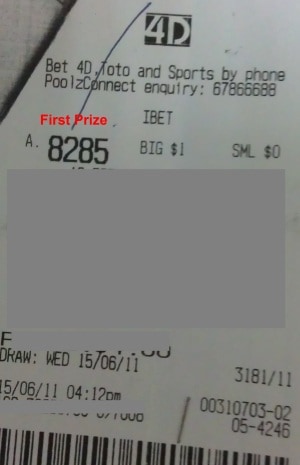 4D
Bet 4D,Toto and Sports by phone
PoolzConnect enquiry: 67866688
First Prize
IBET
A. 8285 BIG $1 SML $0
F
DRAW: WED 15/06/11
3181/11
15/06/11 04:12pm
00310703-02
05-4246